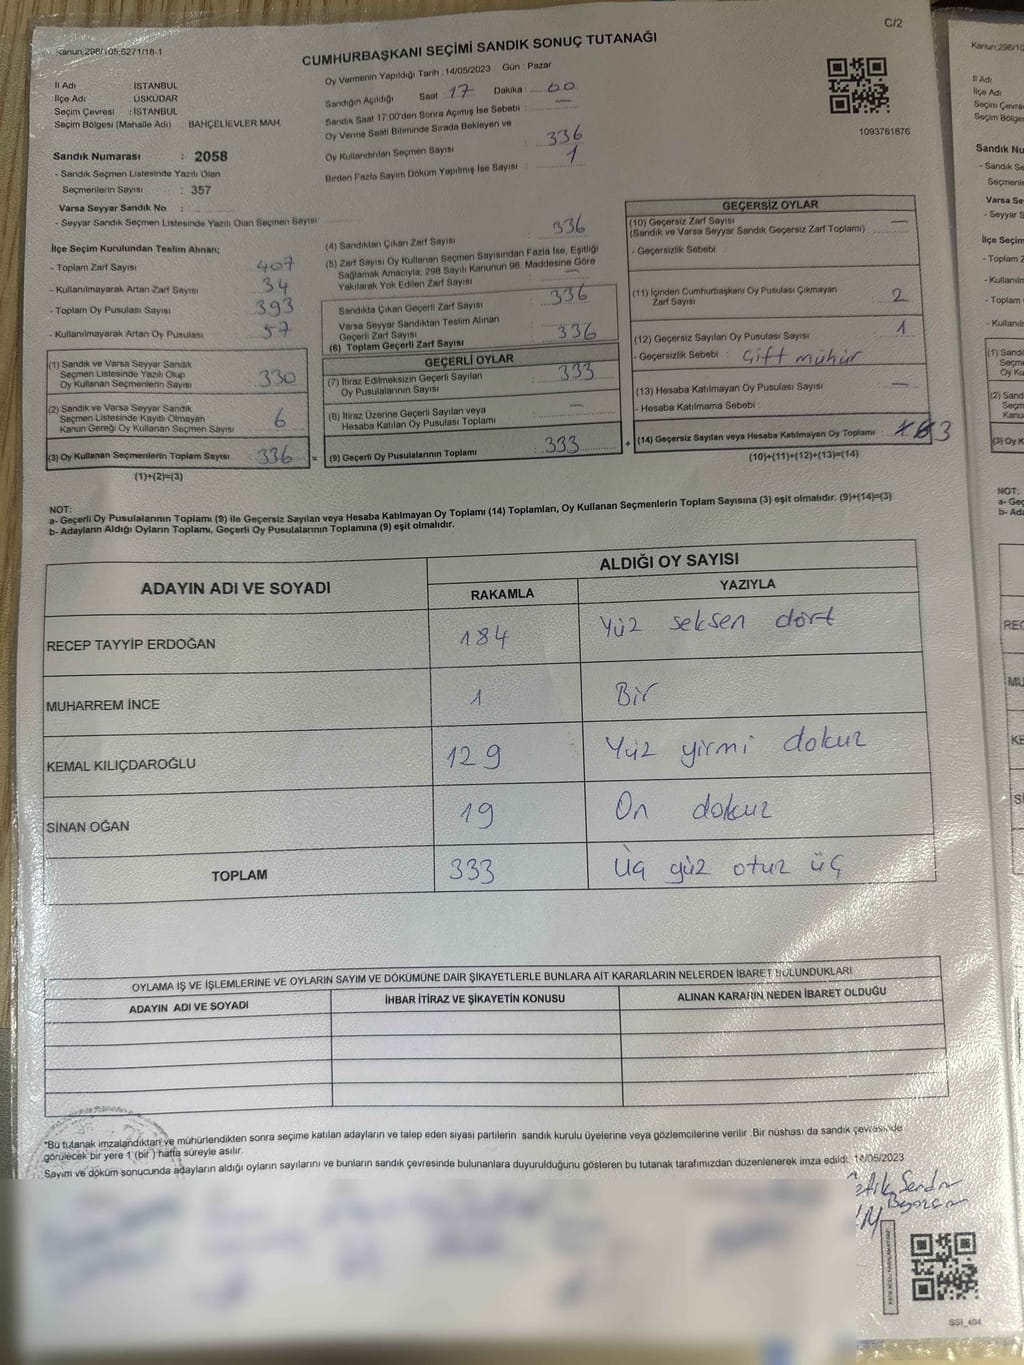 Kanun,298/105,6271/18-1
C/2
CUMHURBAŞKANI SEÇİMİ SANDIK SONUÇ TUTANAĞI
İl Adı : İSTANBUL
İlçe Adı : ÜSKÜDAR
Seçim Çevresi : İSTANBUL
Seçim Bölgesi (Mahalle Adı) : BAHÇELİEVLER MAH.
Sandık Numarası : 2058
- Sandık Seçmen Listesinde Yazılı Olan
Seçmenlerin Sayısı : 357
Varsa Seyyar Sandık No :
- Seyyar Sandık Seçmen Listesinde Yazılı Olan Seçmen Sayısı:
Oy Vermenin Yapıldığı Tarih : 14/05/2023 Gün : Pazar
Sandığın Açıldığı Saat : 17 Dakika : 00
Sandık Saat 17:00'den Sonra Açımış İse Sebebi : —
Oy Verme Saati Bitiminde Sırada Bekleyen ve
Oy Kullandırılan Seçmen Sayısı : 336
Birden Fazla Sayım Döküm Yapılmış İse Sayısı : 1
1093781876
İlçe Seçim Kurulundan Teslim Alınan;
- Toplam Zarf Sayısı : 407
- Kullanılmayarak Artan Zarf Sayısı : 34
- Toplam Oy Pusulası Sayısı : 393
- Kullanılmayarak Artan Oy Pusulası : 57
(1) Sandık ve Varsa Seyyar Sandık
Seçmen Listesinde Yazılı Olup
Oy Kullanan Seçmenlerin Sayısı : 330
(2) Sandık ve Varsa Seyyar Sandık
Seçmen Listesinde Kayıtlı Olmayan
Kanun Gereği Oy Kullanan Seçmen Sayısı : 6
(3) Oy Kullanan Seçmenlerin Toplam Sayısı : 336
(1)+(2)=(3)
(4) Sandıktan Çıkan Zarf Sayısı : 336
(5) Zarf Sayısı Oy Kullanan Seçmen Sayısından Fazla İse, Eşitliği
Sağlamak Amacıyla; 298 Sayılı Kanunun 98. Maddesine Göre
Yakılarak Yok Edilen Zarf Sayısı : —
Sandıkta Çıkan Geçerli Zarf Sayısı : 336
Varsa Seyyar Sandıktan Teslim Alınan
Geçerli Zarf Sayısı
(6) Toplam Geçerli Zarf Sayısı : 336
GEÇERLİ OYLAR
(7) İtiraz Edilmeksizin Geçerli Sayılan
Oy Pusulalarının Sayısı : 333
(8) İtiraz Üzerine Geçerli Sayılan veya
Hesaba Katılan Oy Pusulası Toplamı : —
= (9) Geçerli Oy Pusulalarının Toplamı : 333
GEÇERSİZ OYLAR
(10) Geçersiz Zarf Sayısı
(Sandık ve Varsa Seyyar Sandık Geçersiz Zarf Toplamı) : —
- Geçersizlik Sebebi :
(11) İçinden Cumhurbaşkanı Oy Pusulası Çıkmayan
Zarf Sayısı : 2
(12) Geçersiz Sayılan Oy Pusulası Sayısı : 1
- Geçersizlik Sebebi : Çift mühür
(13) Hesaba Katılmayan Oy Pusulası Sayısı : —
- Hesaba Katılmama Sebebi :
+ (14) Geçersiz Sayılan veya Hesaba Katılmayan Oy Toplamı : 3
(10)+(11)+(12)+(13)=(14)
NOT:
a- Geçerli Oy Pusulalarının Toplamı (9) ile Geçersiz Sayılan veya Hesaba Katılmayan Oy Toplamı (14) Toplamları, Oy Kullanan Seçmenlerin Toplam Sayısına (3) eşit olmalıdır. (9)+(14)=(3)
b- Adayların Aldığı Oyların Toplamı, Geçerli Oy Pusulalarının Toplamına (9) eşit olmalıdır.
ADAYIN ADI VE SOYADI ALDIĞI OY SAYISI
RAKAMLA YAZIYLA
RECEP TAYYİP ERDOĞAN 184 Yüz seksen dört
MUHARREM İNCE 1 Bir
KEMAL KILIÇDAROĞLU 129 Yüz yirmi dokuz
SİNAN OĞAN 19 On dokuz
TOPLAM 333 Üç yüz otuz üç
OYLAMA İŞ VE İŞLEMLERİNE VE OYLARIN SAYIM VE DÖKÜMÜNE DAİR ŞİKAYETLERLE BUNLARA AİT KARARLARIN NELERDEN İBARET BULUNDUKLARI
ADAYIN ADI VE SOYADI İHBAR İTİRAZ VE ŞİKAYETİN KONUSU ALINAN KARARIN NEDEN İBARET OLDUĞU
*Bu tutanak imzalandıktan ve mühürlendikten sonra seçime katılan adayların ve talep eden siyasi partilerin sandık kurulu üyelerine veya gözlemcilerine verilir .Bir nüshası da sandık çevresinde
görülecek bir yere 1 (bir ) hafta süreyle asılır.
Sayım ve döküm sonucunda adayların aldığı oyların sayılarını ve bunların sandık çevresinde bulunanlara duyurulduğunu gösteren bu tutanak tarafımızdan düzenlenerek imza edildi. 14/05/2023
SSI_404